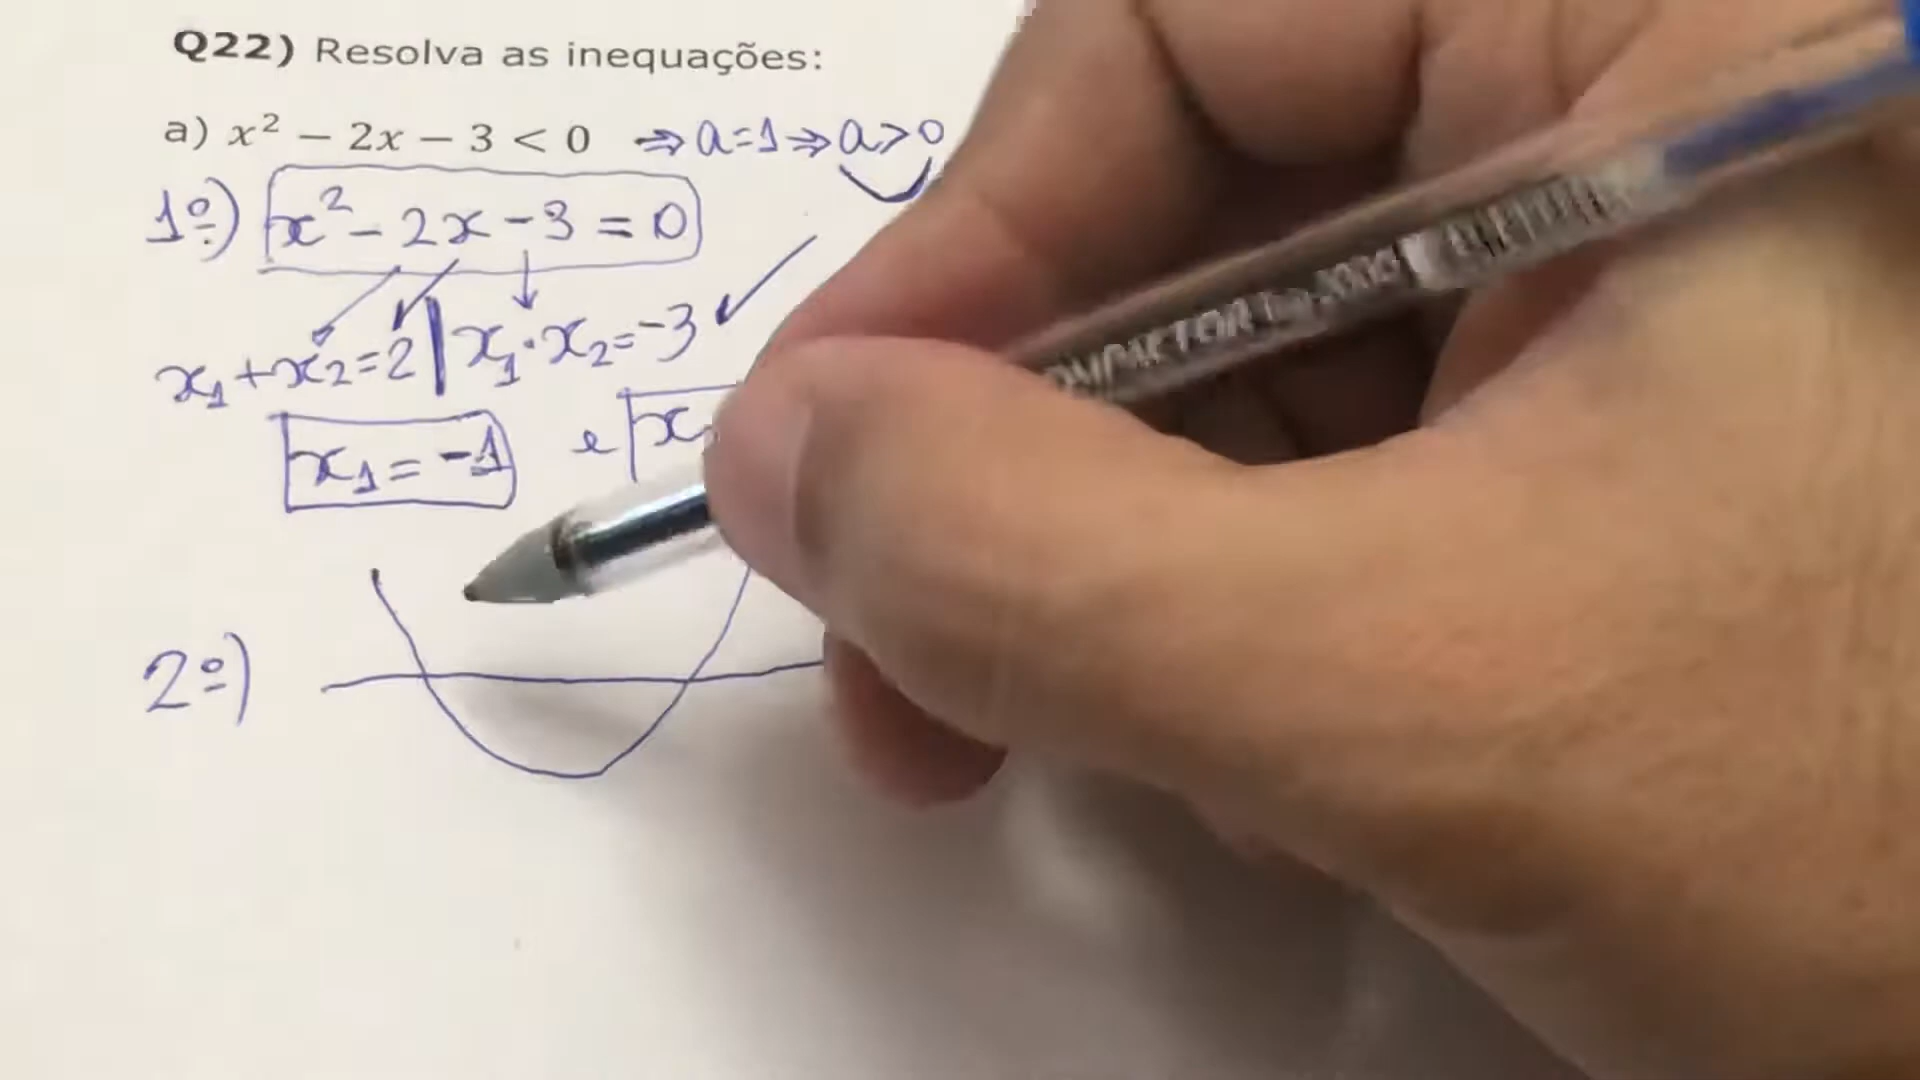 Q22) Resolva as inequações:
a) x² − 2x − 3 < 0 ⇒ a=1 ⇒ a>0
1º) x² − 2x − 3 = 0
x₁ + x₂ = 2 | x₁ · x₂ = −3
x₁ = −1 e x
2º)